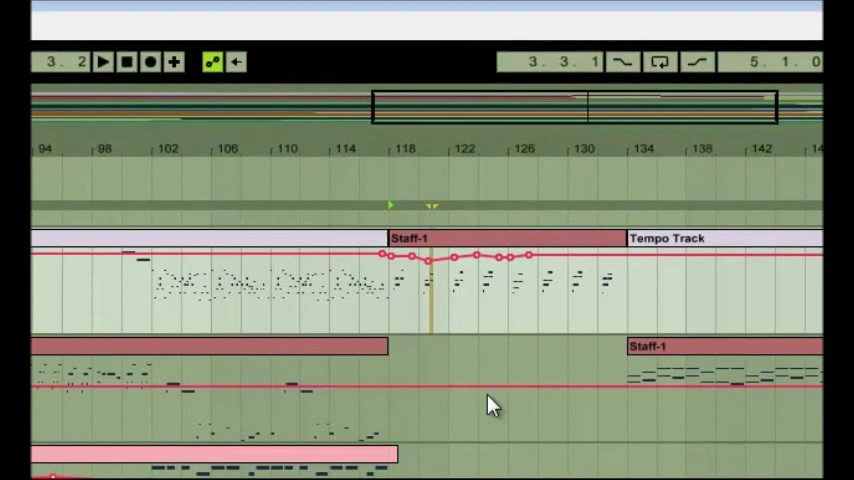 3. 2
3. 3. 1
5. 1. 0
94 98 102 106 110 114 118 122 126 130 134 138 142 14
Staff-1 Tempo Track
Staff-1